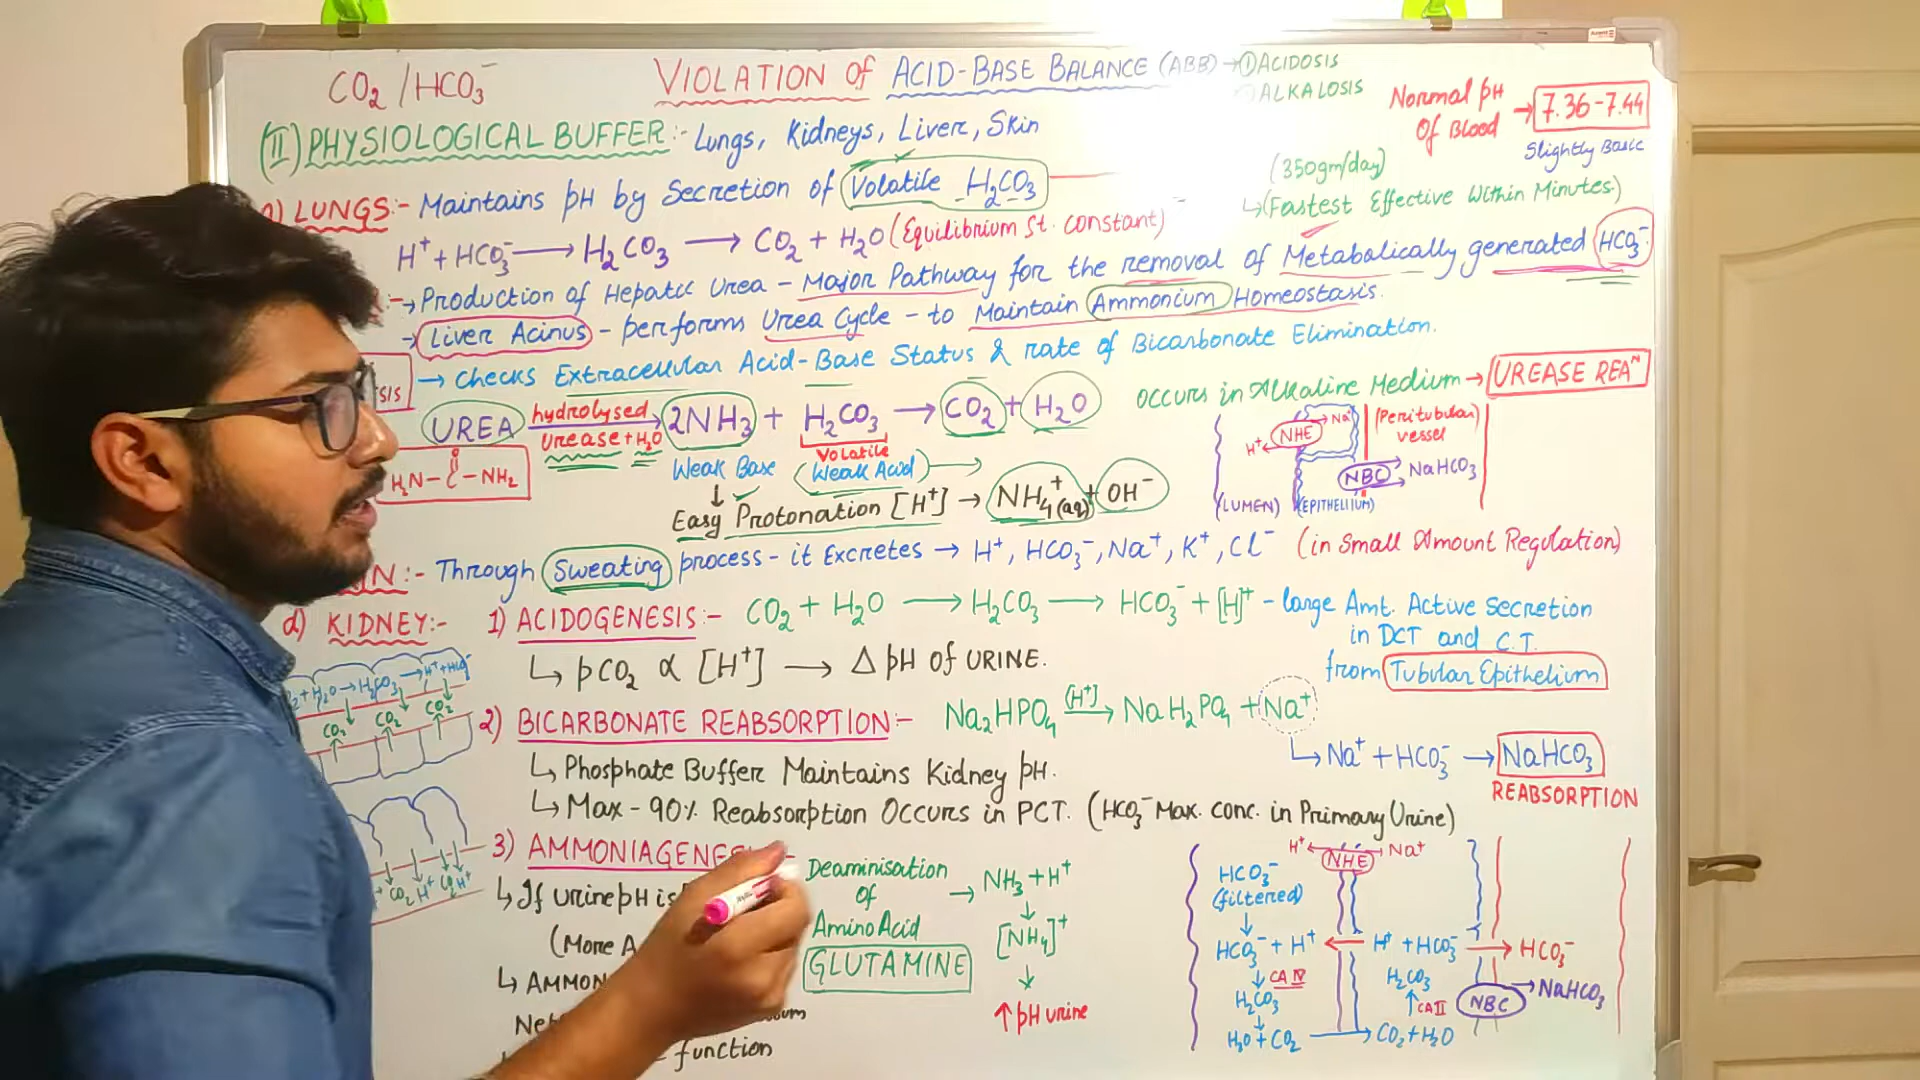 CO₂ / HCO₃⁻
VIOLATION OF ACID-BASE BALANCE (ABB) → ① ACIDOSIS
ALKALOSIS
Normal pH Of Blood → 7.36-7.44
Slightly Basic
(II) PHYSIOLOGICAL BUFFER:- Lungs, Kidneys, Liver, Skin
a) LUNGS:- Maintains pH by Secretion of Volatile H₂CO₃
(350gm/day)
↳ (Fastest Effective Within Minutes)
H⁺ + HCO₃⁻ → H₂CO₃ → CO₂ + H₂O (Equilibrium St. constant)
:- → Production of Hepatic Urea - Major Pathway for the removal of Metabolically generated HCO₃⁻
→ Liver Acinus - performs Urea Cycle - to Maintain Ammonium Homeostasis.
SIS → Checks Extracellular Acid-Base Status & rate of Bicarbonate Elimination.
Occurs in Alkaline Medium → UREASE REAᴺ
UREA hydrolysed Urease + H₂O → 2NH₃ + H₂CO₃ → CO₂ + H₂O
Volatile
Weak Base (Weak Acid) →
H₂N-C-NH₂
O
↓ Easy Protonation [H⁺] → NH₄⁺(aq) + OH⁻
NHE → Na⁺
H⁺
(Peritubular) vessel
NBC → NaHCO₃
(LUMEN) (EPITHELIUM)
IN:- Through Sweating process - it Excretes → H⁺, HCO₃⁻, Na⁺, K⁺, Cl⁻ (in Small Amount Regulation)
d) KIDNEY:- 1) ACIDOGENESIS:- CO₂ + H₂O → H₂CO₃ → HCO₃⁻ + [H]⁺ - large Amt. Active Secretion
in DCT and C.T.
from Tubular Epithelium
↳ pCO₂ ∝ [H⁺] → Δ pH of URINE.
+ H₂O → H₂CO₃ → H⁺ + HCO₃⁻
CO₂ CO₂ CO₂
2) BICARBONATE REABSORPTION:- Na₂HPO₄ [H⁺] → NaH₂PO₄ + Na⁺
↳ Na⁺ + HCO₃⁻ → NaHCO₃
REABSORPTION
↳ Phosphate Buffer Maintains Kidney pH.
↳ Max - 90% Reabsorption Occurs in PCT. (HCO₃⁻ Max. conc. in Primary Urine)
CO₂ H⁺ CO₂ H⁺
3) AMMONIAGENE
↳ If urine pH is
(More A
↳ AMMON
Net
function
Deaminisation Of Amino Acid GLUTAMINE
→ NH₃ + H⁺
↓
[NH₄]⁺
↓
↑ pH urine
H⁺ ← NHE Na⁺
HCO₃⁻ (filtered)
↓
HCO₃⁻ + H⁺ ← H⁺ + HCO₃⁻ → HCO₃⁻
↓ CA IV
H₂CO₃ H₂CO₃
↑ CA II
NBC → NaHCO₃
H₂O + CO₂ → CO₂ + H₂O